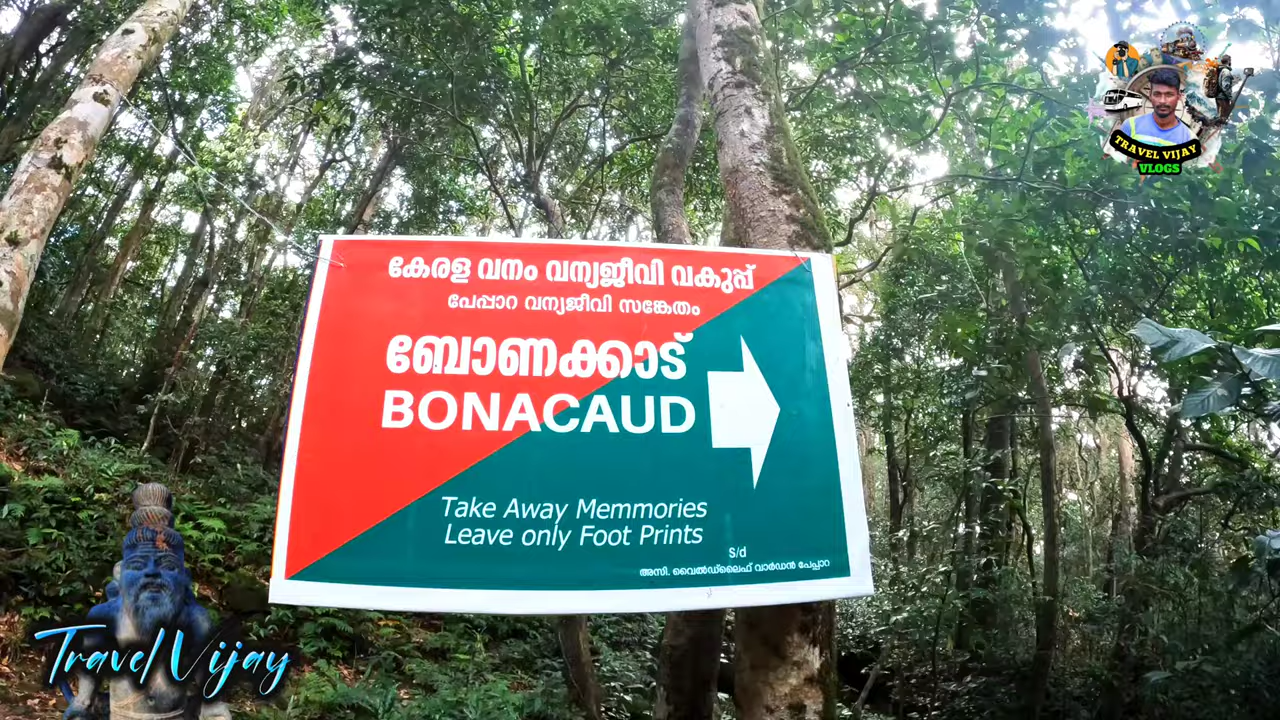 കേരള വനം വന്യജീവി വകുപ്പ്
പേപ്പാറ വന്യജീവി സങ്കേതം
ബോണക്കാട്
BONACAUD
Take Away Memmories
Leave only Foot Prints
S/d
അസി. വൈൽഡ്‌ലൈഫ് വാർഡൻ പേപ്പാറ
TRAVEL VIJAY
VLOGS
Travel Vijay